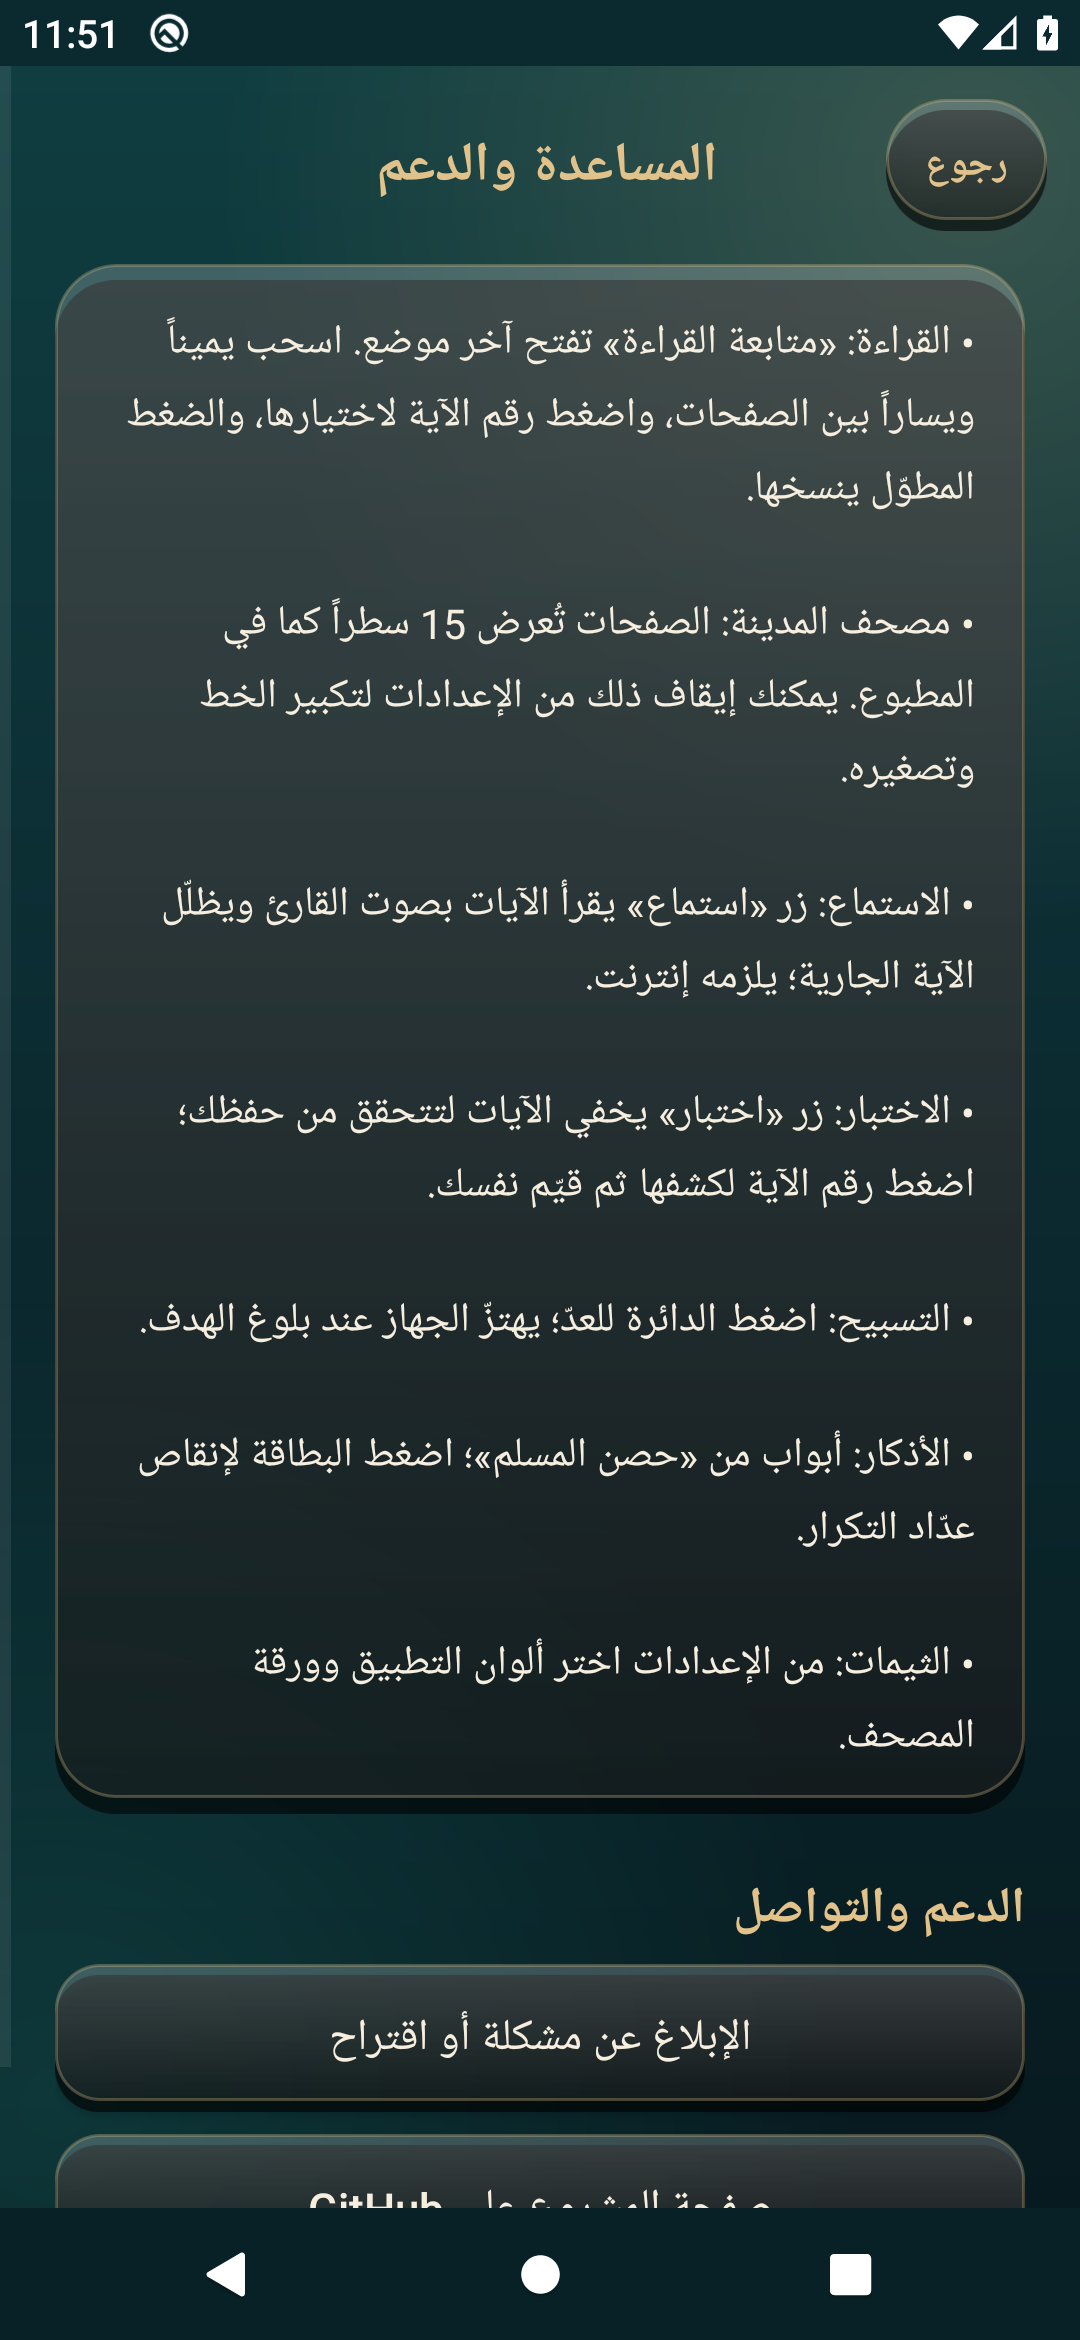 11:51
رجوع
المساعدة والدعم
• القراءة: «متابعة القراءة» تفتح آخر موضع. اسحب يميناً
ويساراً بين الصفحات، واضغط رقم الآية لاختيارها، والضغط
المطوّل ينسخها.
• مصحف المدينة: الصفحات تُعرض 15 سطراً كما في
المطبوع. يمكنك إيقاف ذلك من الإعدادات لتكبير الخط
وتصغيره.
• الاستماع: زر «استماع» يقرأ الآيات بصوت القارئ ويظلّل
الآية الجارية؛ يلزمه إنترنت.
• الاختبار: زر «اختبار» يخفي الآيات لتتحقق من حفظك؛
اضغط رقم الآية لكشفها ثم قيّم نفسك.
• التسبيح: اضغط الدائرة للعدّ؛ يهتزّ الجهاز عند بلوغ الهدف.
• الأذكار: أبواب من «حصن المسلم»؛ اضغط البطاقة لإنقاص
عدّاد التكرار.
• الثيمات: من الإعدادات اختر ألوان التطبيق وورقة
المصحف.
الدعم والتواصل
الإبلاغ عن مشكلة أو اقتراح
صفحة المشروع على GitHub